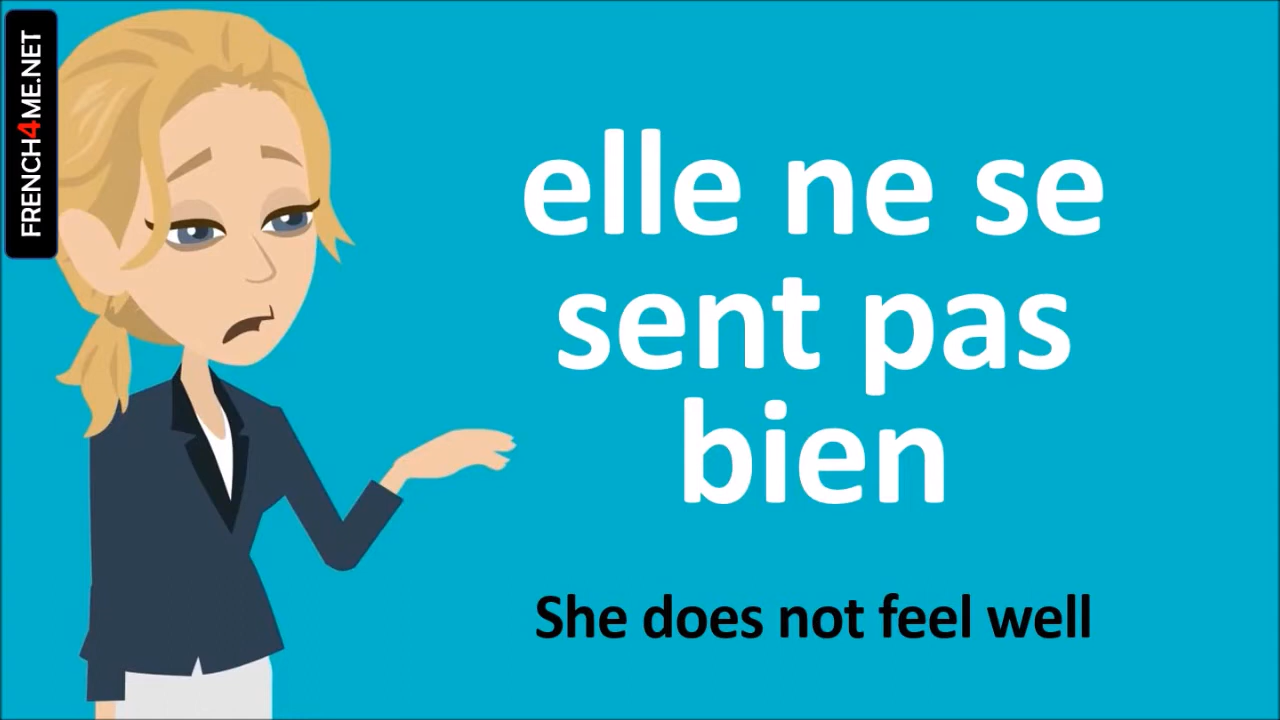 FRENCH4ME.NET
elle ne se
sent pas
bien
She does not feel well